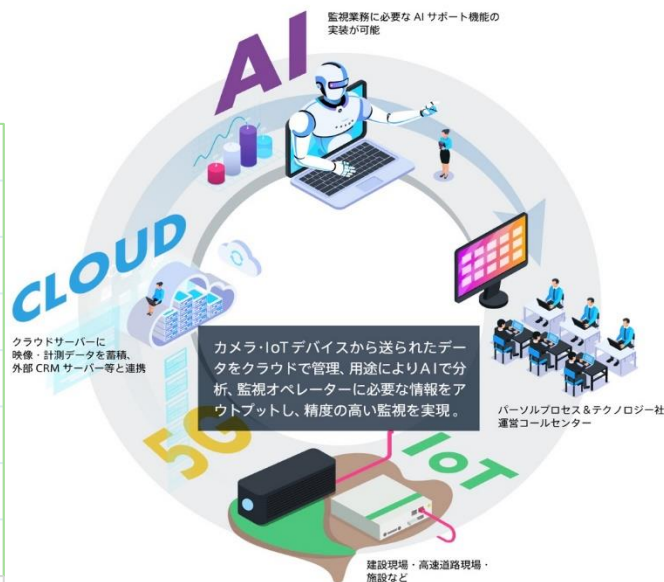 AI
監視業務に必要な AI サポート機能の
実装が可能
CLOUD
クラウドサーバーに
映像・計測データを蓄積、
外部 CRM サーバー等と連携
カメラ・IoTデバイスから送られたデー
タをクラウドで管理、用途によりAIで分
析、監視オペレーターに必要な情報をア
ウトプットし、精度の高い監視を実現。
パーソルプロセス＆テクノロジー社
運営コールセンター
5G
IoT
建設現場・高速道路現場・
施設など